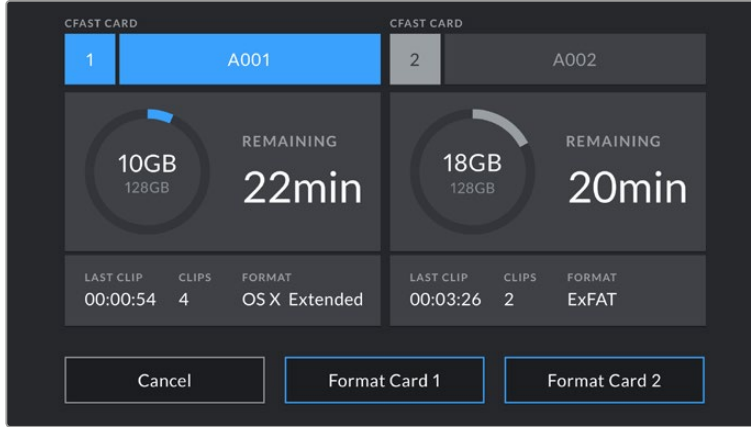 CFAST CARD
1 A001
10GB
128GB
REMAINING
22min
LAST CLIP CLIPS FORMAT
00:00:54 4 OS X Extended
CFAST CARD
2 A002
18GB
128GB
REMAINING
20min
LAST CLIP CLIPS FORMAT
00:03:26 2 ExFAT
Cancel Format Card 1 Format Card 2